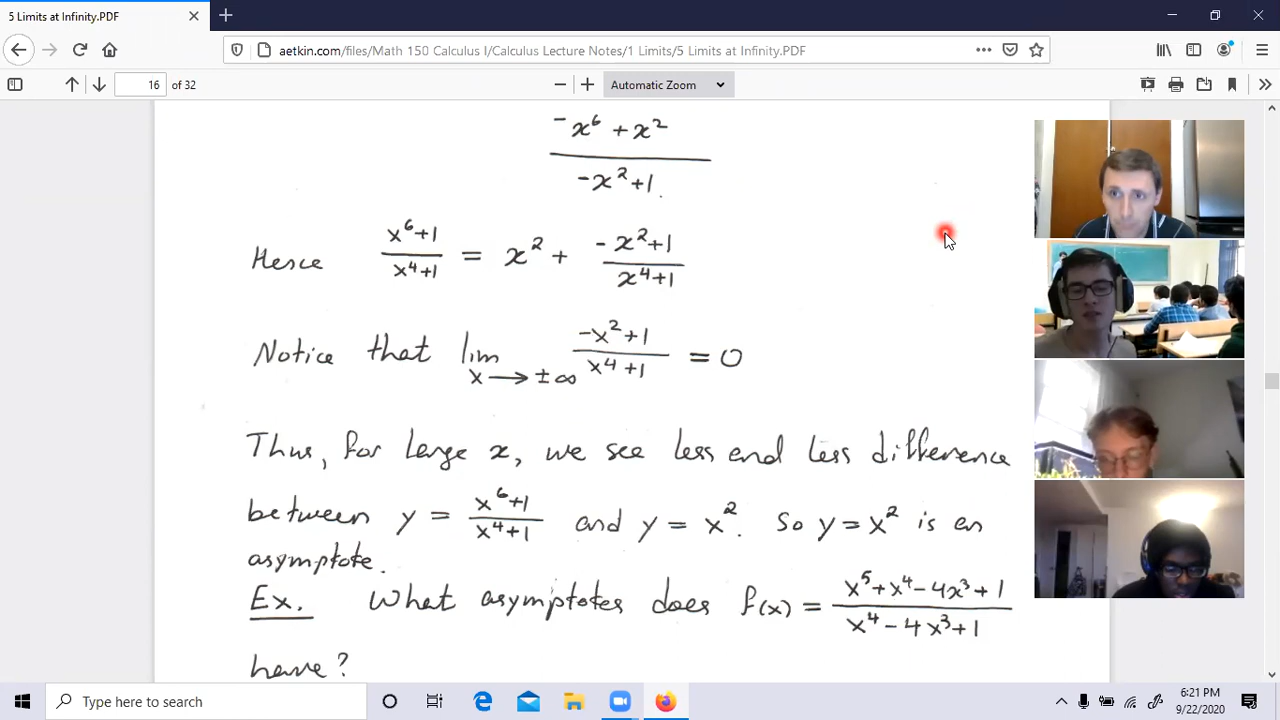 5 Limits at Infinity.PDF
aetkin.com/files/Math 150 Calculus I/Calculus Lecture Notes/1 Limits/5 Limits at Infinity.PDF
16 of 32
Automatic Zoom
-x⁶ + x²
-x²+1
Hence (x⁶+1)/(x⁴+1) = x² + (-x²+1)/(x⁴+1)
Notice that lim x→±∞ (-x²+1)/(x⁴+1) = 0
Thus, for large x, we see less end less difference
between y = (x⁶+1)/(x⁴+1) and y = x². So y = x² is an
asymptote.
Ex. What asymptotes does f(x) = (x⁵+x⁴-4x³+1)/(x⁴-4x³+1)
have?
Type here to search
6:21 PM
9/22/2020